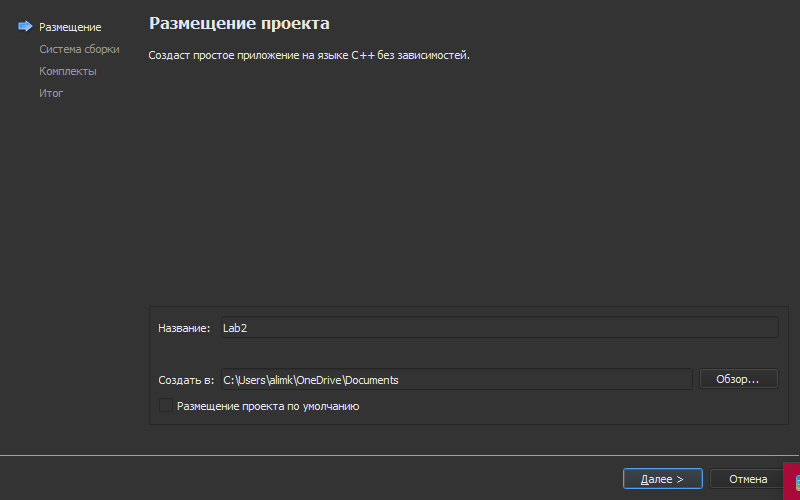 Размещение
Система сборки
Комплекты
Итог
Размещение проекта
Создаст простое приложение на языке C++ без зависимостей.
Название: Lab2
Создать в: C:\Users\alimk\OneDrive\Documents Обзор...
Размещение проекта по умолчанию
Далее > Отмена